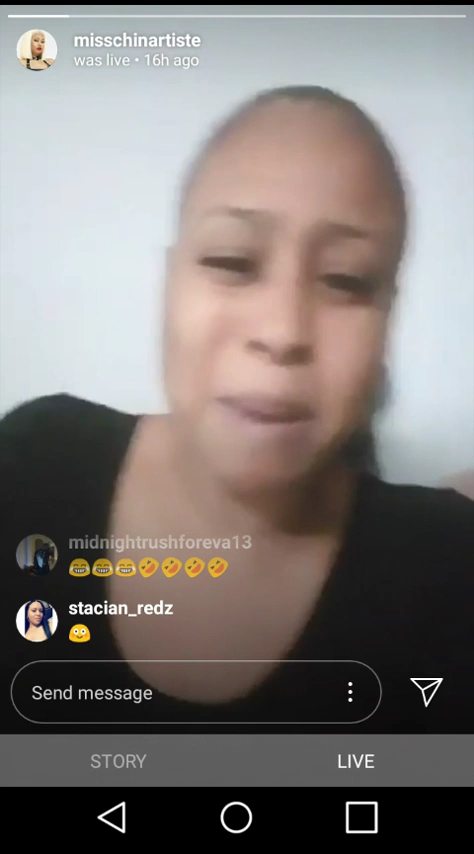 misschinartiste
was live • 16h ago
midnightrushforeva13
😂😂😂🤣🤣🤣🤣
stacian_redz
🙄
Send message
STORY
LIVE